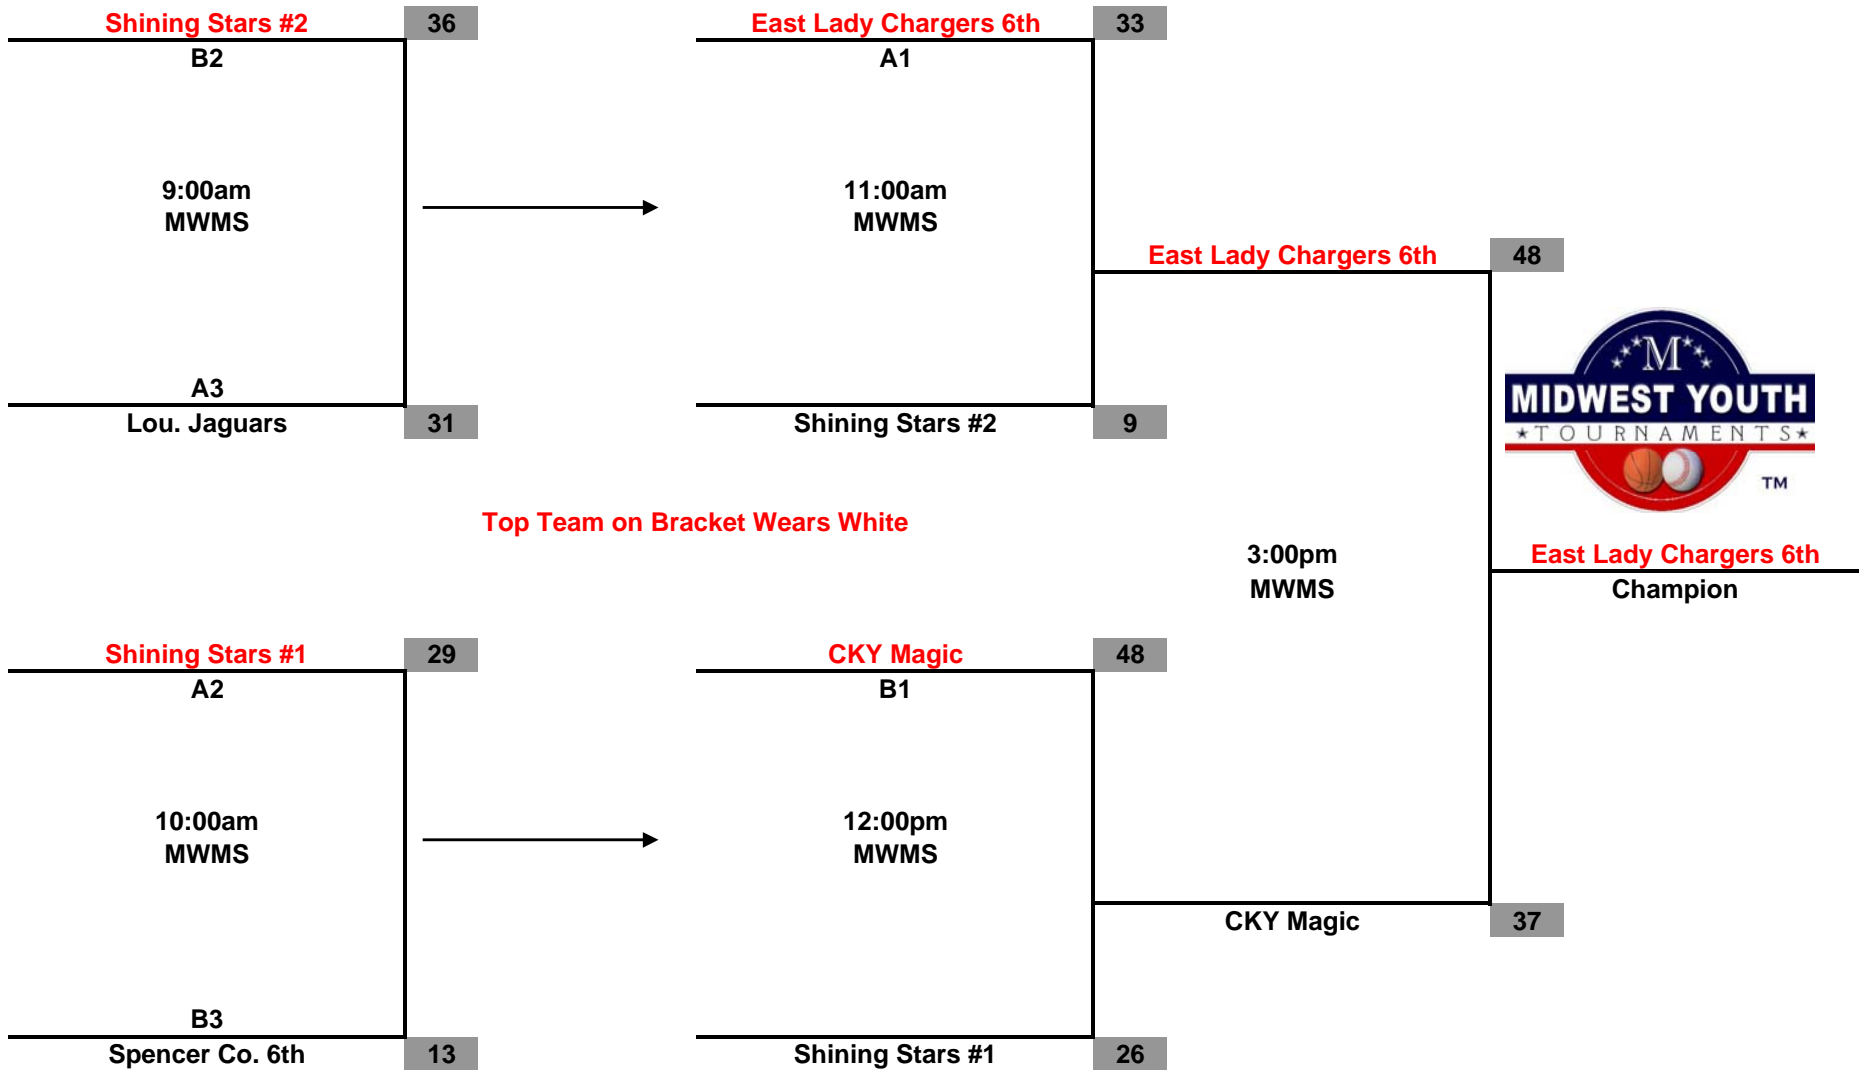 Shining Stars #2 36 East Lady Chargers 6th 33
B2 A1
9:00am 11:00am
MWMS MWMS
East Lady Chargers 6th 48
M
MIDWEST YOUTH
★TOURNAMENTS★
TM
A3
Lou. Jaguars 31 Shining Stars #2 9
Top Team on Bracket Wears White
3:00pm East Lady Chargers 6th
MWMS Champion
Shining Stars #1 29 CKY Magic 48
A2 B1
10:00am 12:00pm
MWMS MWMS
CKY Magic 37
B3
Spencer Co. 6th 13 Shining Stars #1 26